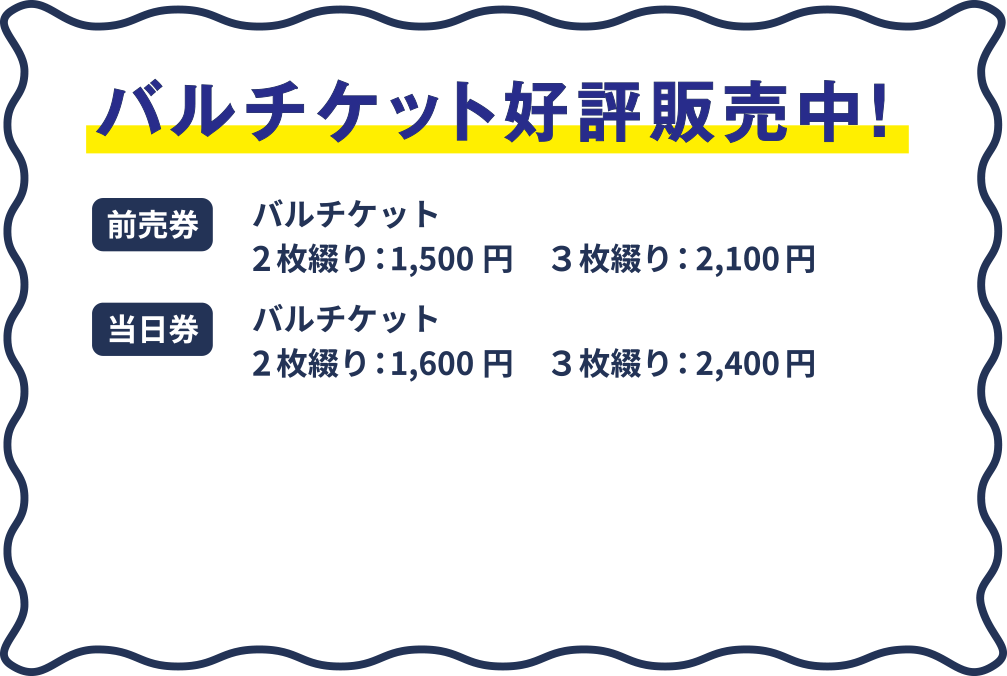 バルチケット好評販売中!
前売券
バルチケット
2枚綴り：1,500円　3枚綴り：2,100円
当日券
バルチケット
2枚綴り：1,600円　3枚綴り：2,400円